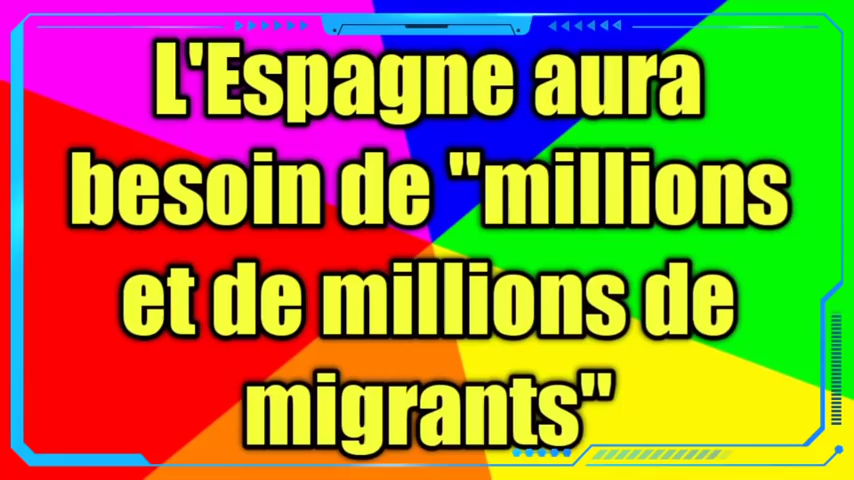 L'Espagne aura
besoin de "millions
et de millions de
migrants"